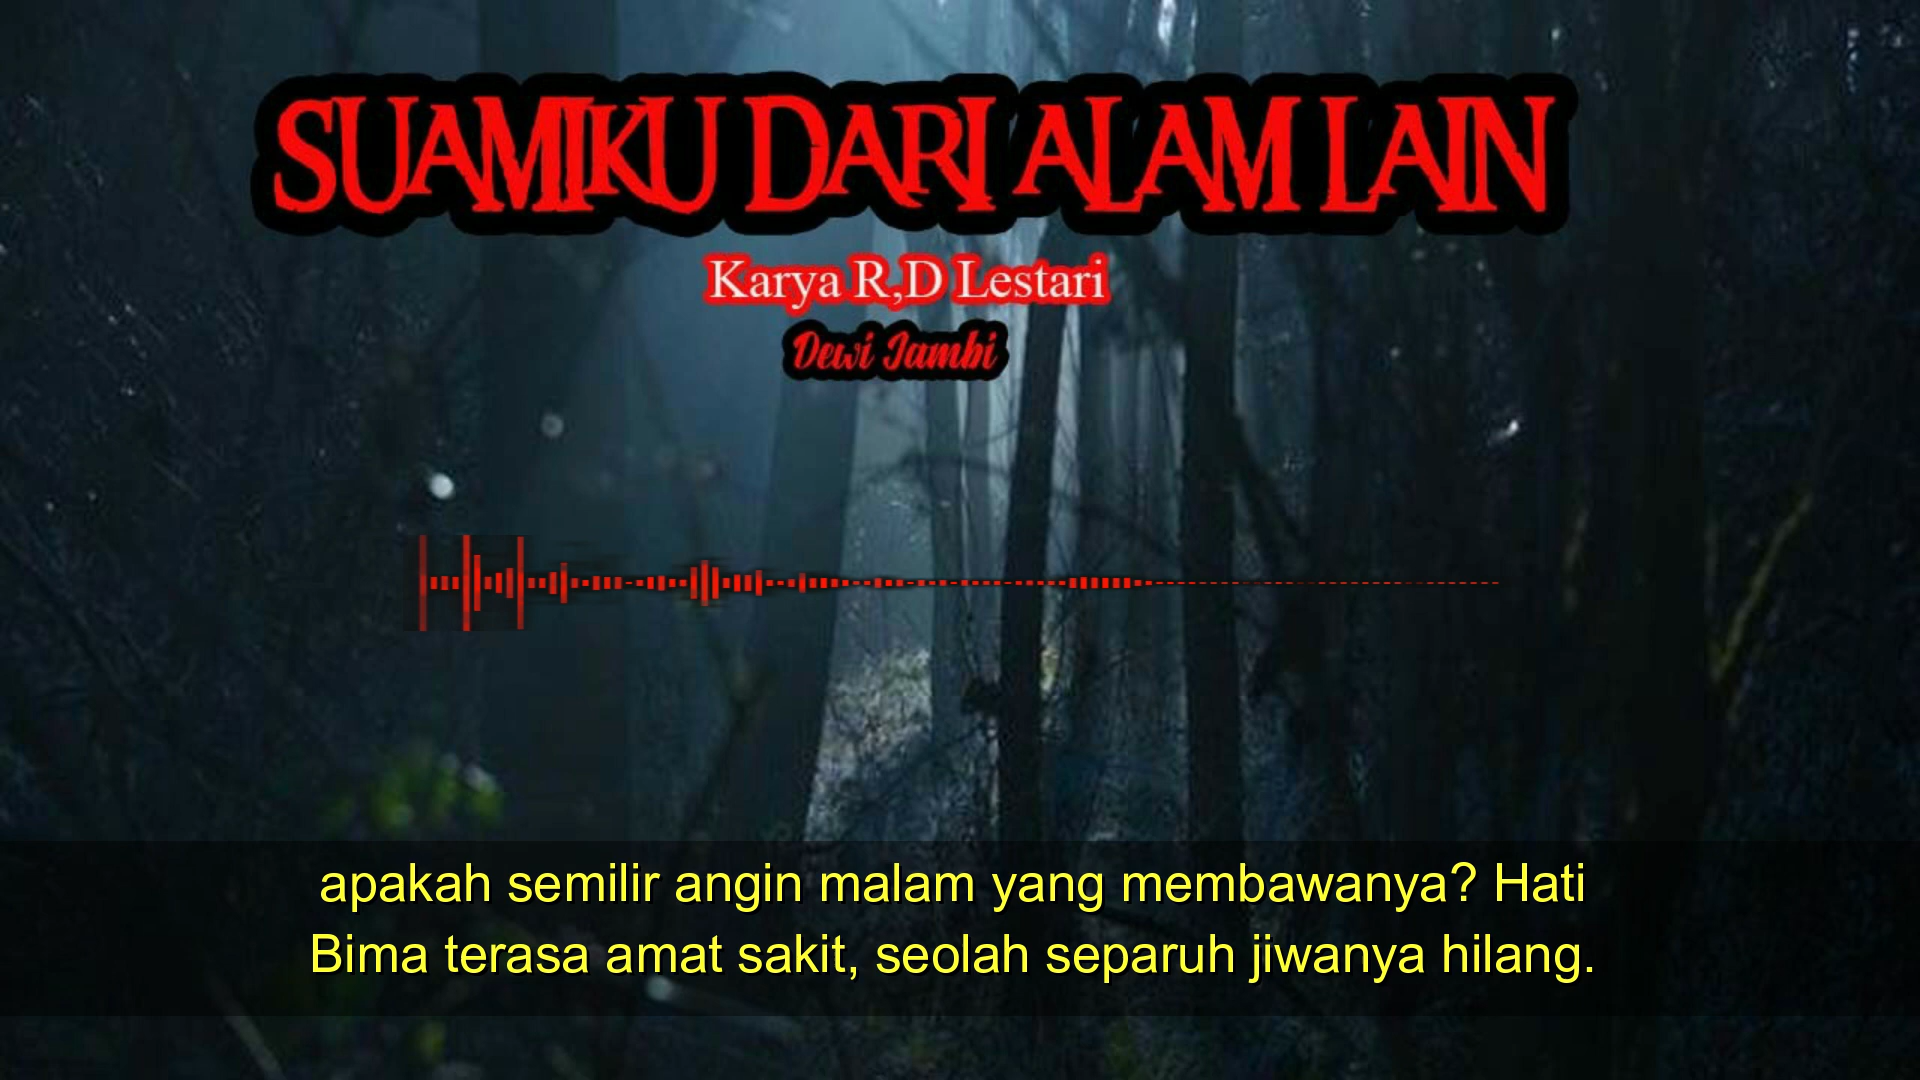 SUAMIKU DARI ALAM LAIN
Karya R,D Lestari
Dewi Jambi
apakah semilir angin malam yang membawanya? Hati
Bima terasa amat sakit, seolah separuh jiwanya hilang.